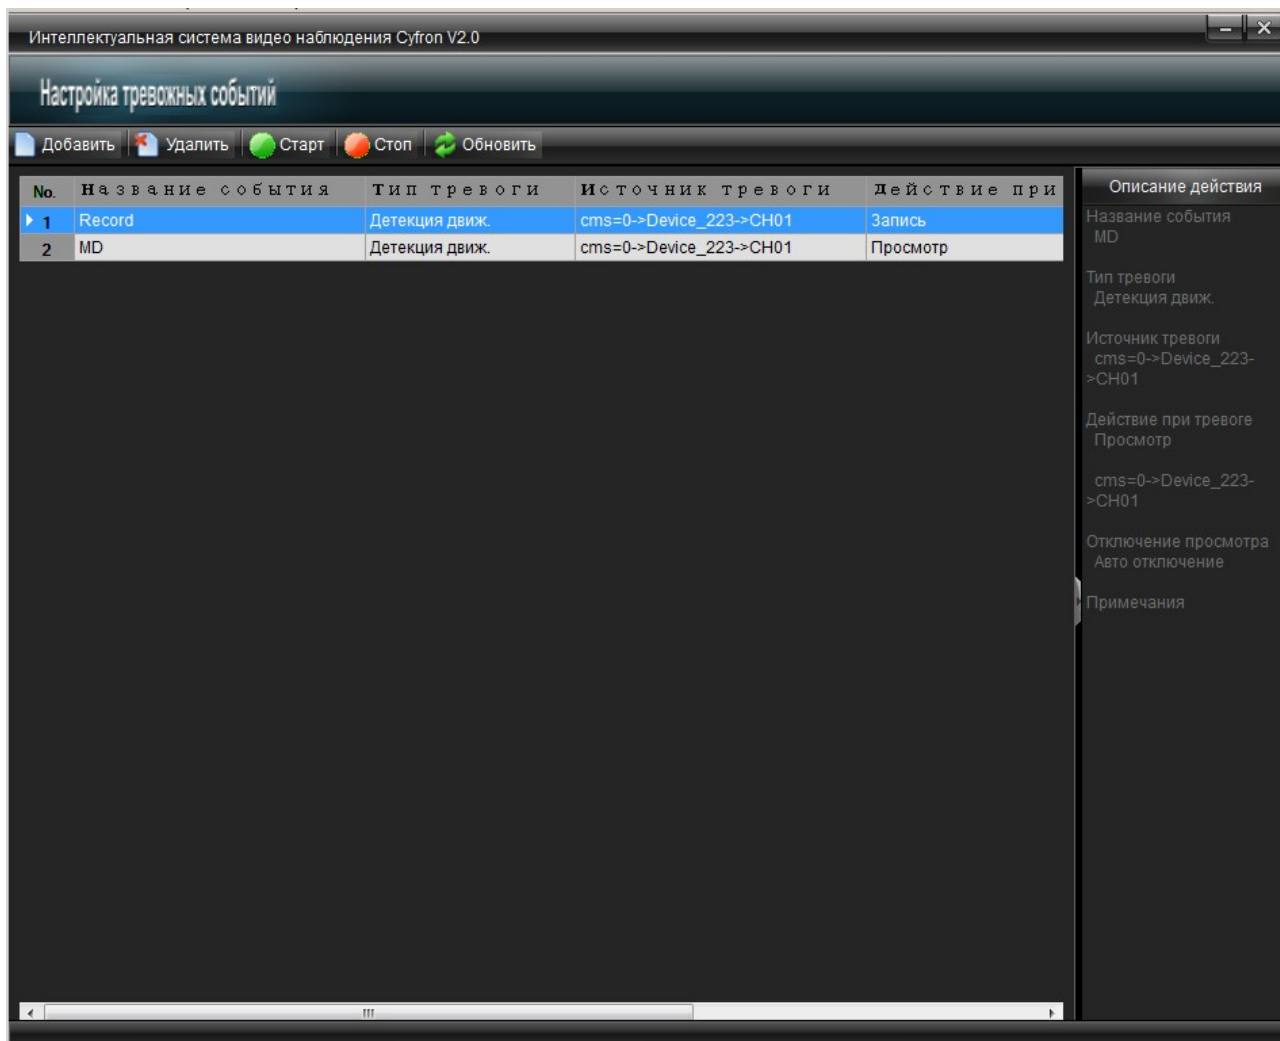 Интеллектуальная система видео наблюдения Cyfron V2.0
Настройка тревожных событий
Добавить Удалить Старт Стоп Обновить
No. Название события Тип тревоги Источник тревоги Действие при
1 Record Детекция движ. cms=0->Device_223->CH01 Запись
2 MD Детекция движ. cms=0->Device_223->CH01 Просмотр
Описание действия
Название события
MD
Тип тревоги
Детекция движ.
Источник тревоги
cms=0->Device_223-
>CH01
Действие при тревоге
Просмотр
cms=0->Device_223-
>CH01
Отключение просмотра
Авто отключение
Примечания